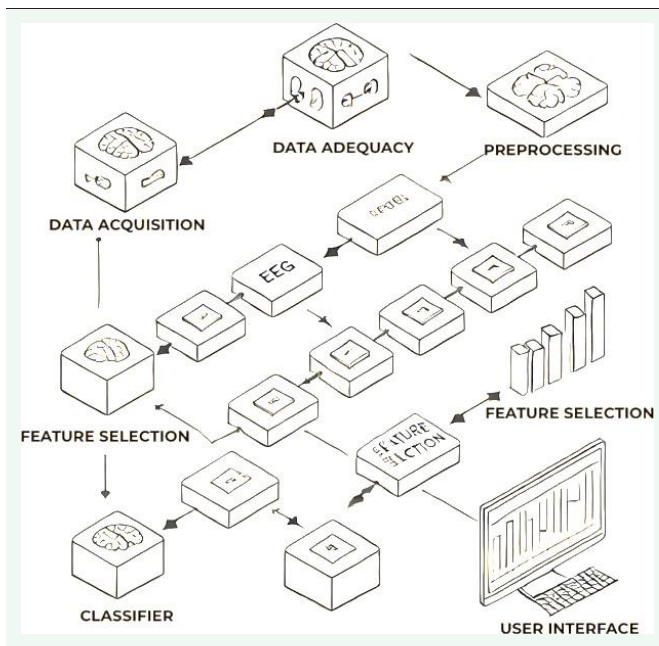 DATA ADEQUACY
PREPROCESSING
DATA ACQUISITION
EEG
FEATURE SELECTION
FEATURE SELECTION
CLASSIFIER
USER INTERFACE